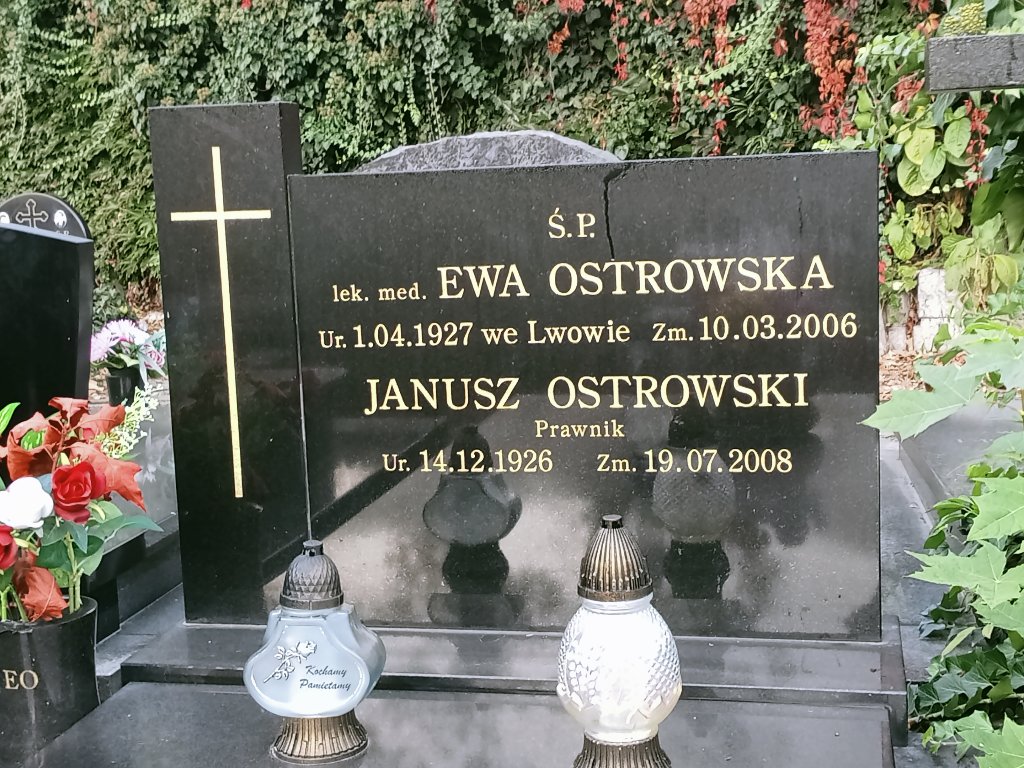 Ś.P.
lek. med. EWA OSTROWSKA
Ur. 1.04.1927 we Lwowie Zm. 10.03.2006
JANUSZ OSTROWSKI
Prawnik
Ur. 14.12.1926 Zm. 19.07.2008
Kochamy
Pamiętamy
EO